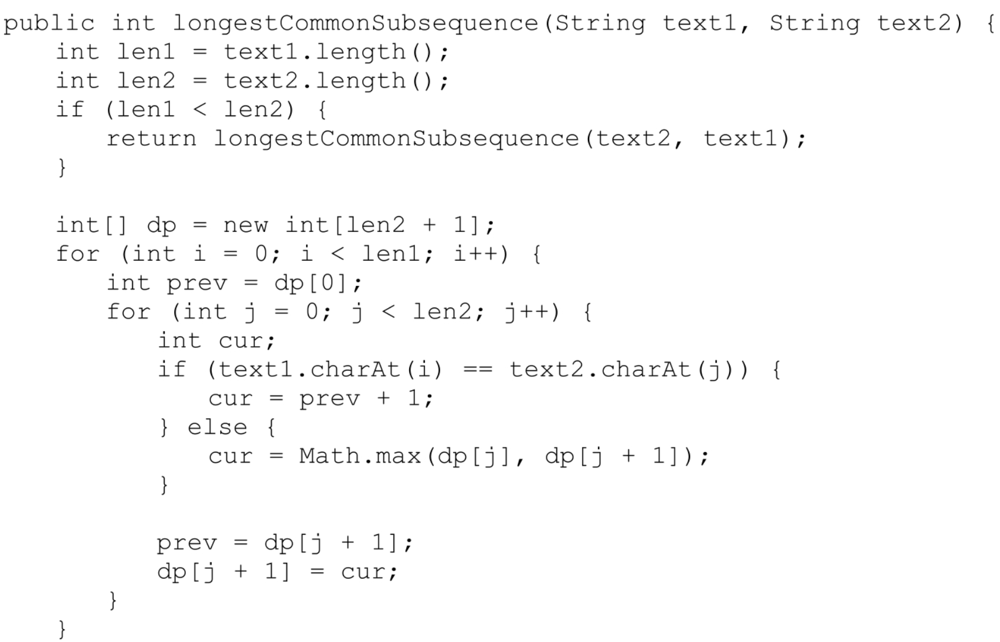 public int longestCommonSubsequence(String text1, String text2) {
    int len1 = text1.length();
    int len2 = text2.length();
    if (len1 < len2) {
        return longestCommonSubsequence(text2, text1);
    }

    int[] dp = new int[len2 + 1];
    for (int i = 0; i < len1; i++) {
        int prev = dp[0];
        for (int j = 0; j < len2; j++) {
            int cur;
            if (text1.charAt(i) == text2.charAt(j)) {
                cur = prev + 1;
            } else {
                cur = Math.max(dp[j], dp[j + 1]);
            }

            prev = dp[j + 1];
            dp[j + 1] = cur;
        }
    }